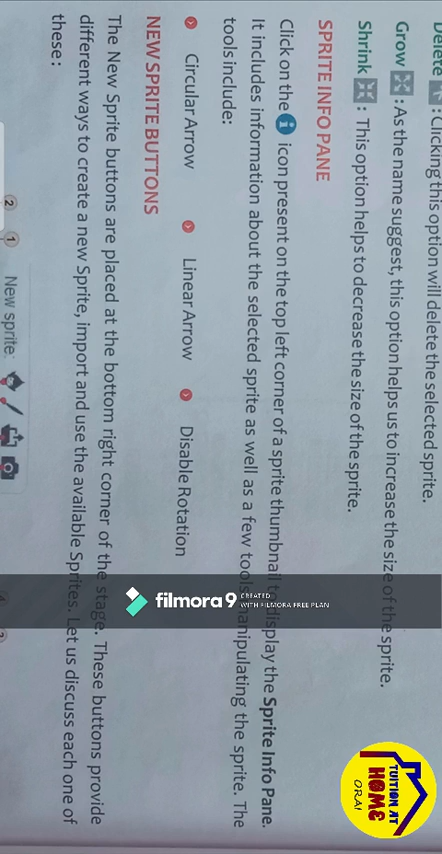 Delete : Clicking this option will delete the selected sprite.
Grow : As the name suggest, this option helps us to increase the size of the sprite.
Shrink : This option helps to decrease the size of the sprite.
SPRITE INFO PANE
Click on the i icon present on the top left corner of a sprite thumbnail to display the Sprite Info Pane.
It includes information about the selected sprite as well as a few tools manipulating the sprite. The
tools include:
Circular Arrow Linear Arrow Disable Rotation
NEW SPRITE BUTTONS
The New Sprite buttons are placed at the bottom right corner of the stage. These buttons provide
different ways to create a new Sprite, import and use the available Sprites. Let us discuss each one of
these:
2 1 New sprite:
filmora9 CREATED
WITH FILMORA FREE PLAN
TUITION AT
HOME
ORAI